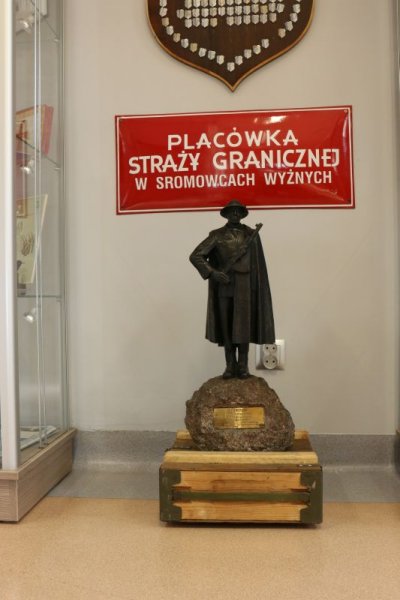 PLACÓWKA
STRAŻY GRANICZNEJ
W SROMOWCACH WYŻNYCH